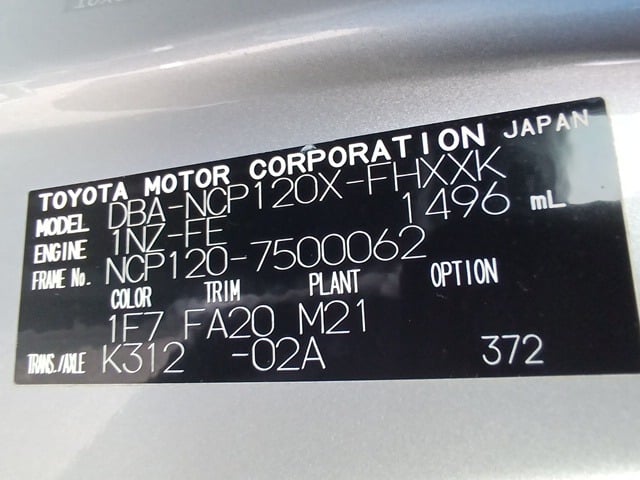 TOYOTA MOTOR CORPORATION JAPAN
MODEL DBA-NCP120X-FHXXK
ENGINE 1NZ-FE 1496 mL
FRAME No. NCP120-7500062
COLOR TRIM PLANT OPTION
1F7 FA20 M21
TRANS./AXLE K312 -02A 372